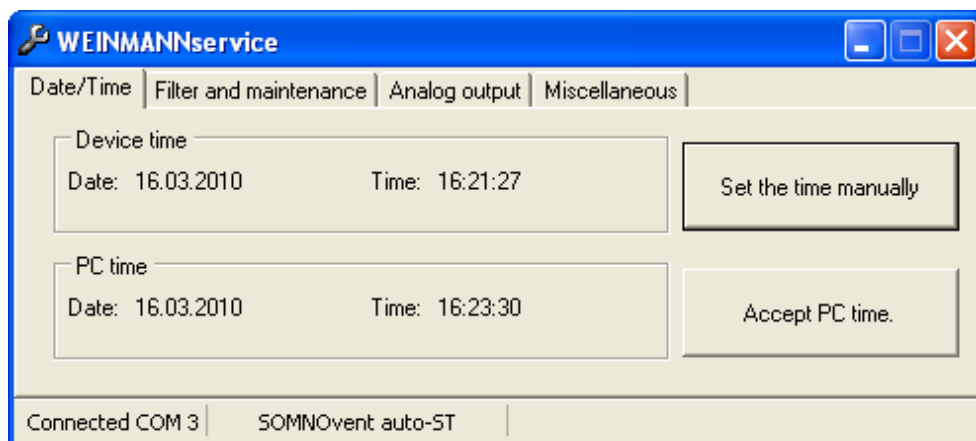 WEINMANNservice
Date/Time Filter and maintenance Analog output Miscellaneous
Device time
Date: 16.03.2010 Time: 16:21:27
Set the time manually
PC time
Date: 16.03.2010 Time: 16:23:30
Accept PC time.
Connected COM 3 SOMNOvent auto-ST